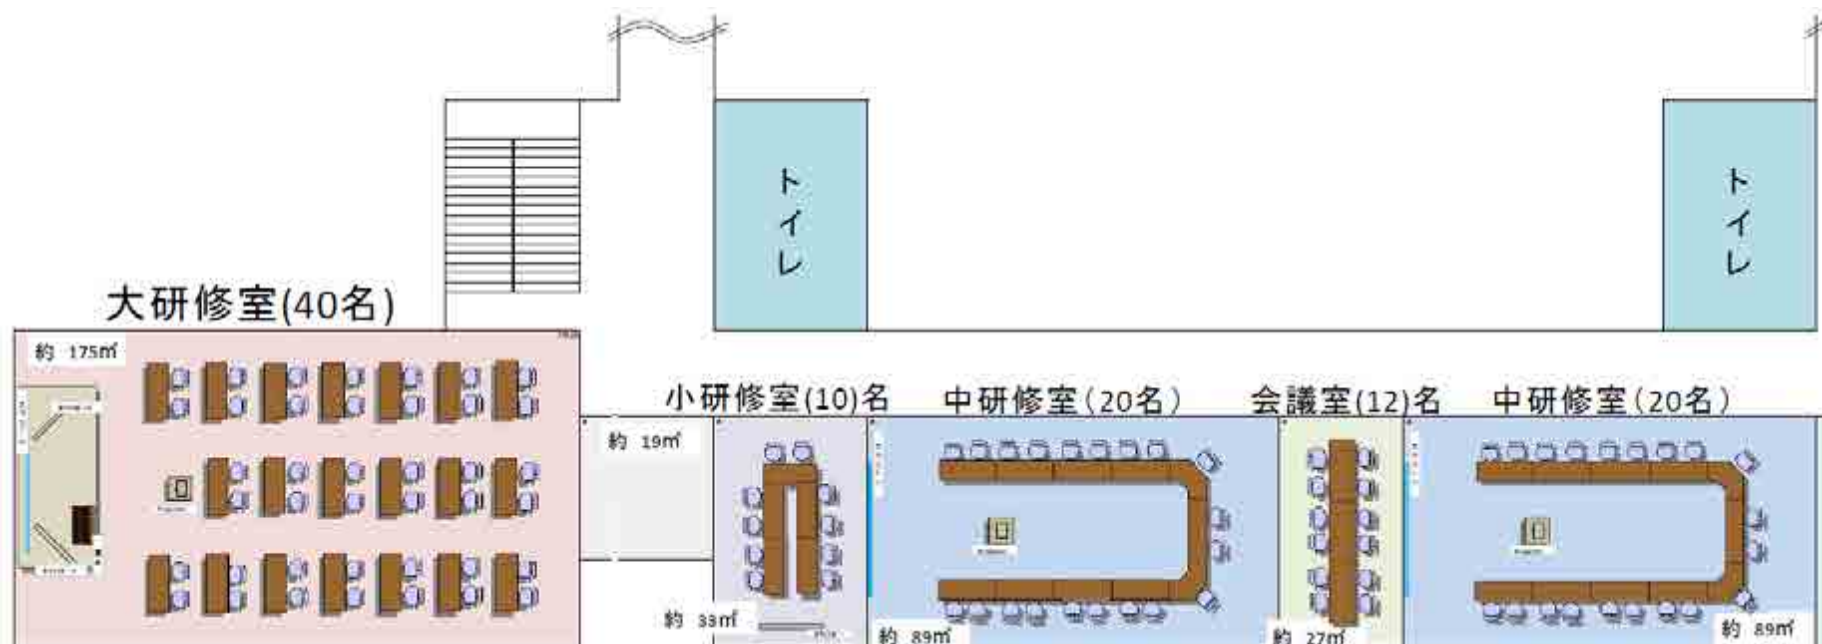 トイレ
トイレ
大研修室(40名)
約 175㎡
小研修室(10)名
中研修室(20名)
会議室(12)名
中研修室(20名)
約 19㎡
約 33㎡
約 89㎡
約 27㎡
約 89㎡